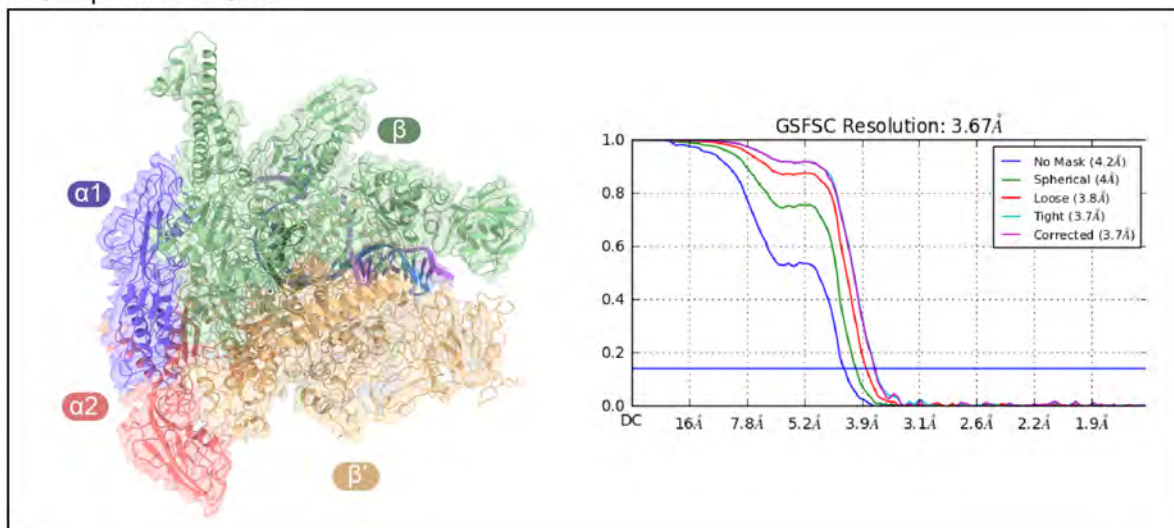 β
α1
α2
β'
GSFSC Resolution: 3.67Å
1.0
0.8
0.6
0.4
0.2
0.0
No Mask (4.2Å)
Spherical (4Å)
Loose (3.8Å)
Tight (3.7Å)
Corrected (3.7Å)
DC 16Å 7.8Å 5.2Å 3.9Å 3.1Å 2.6Å 2.2Å 1.9Å